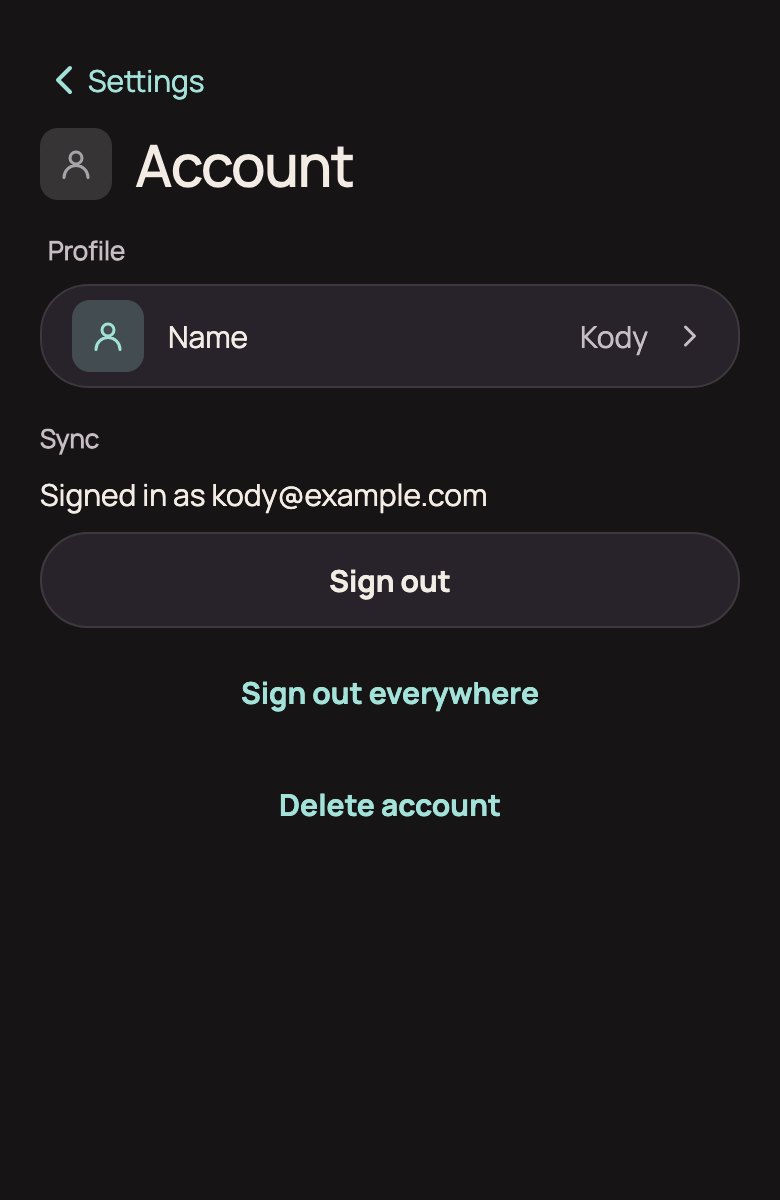 Settings
Account
Profile
Name Kody
Sync
Signed in as kody@example.com
Sign out
Sign out everywhere
Delete account